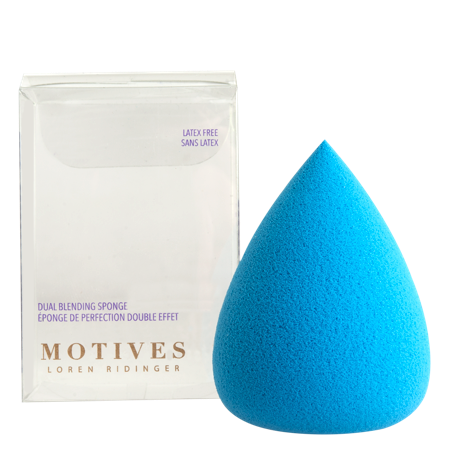 LATEX FREE
SANS LATEX
DUAL BLENDING SPONGE
ÉPONGE DE PERFECTION DOUBLE EFFET
MOTIVES
LOREN RIDINGER